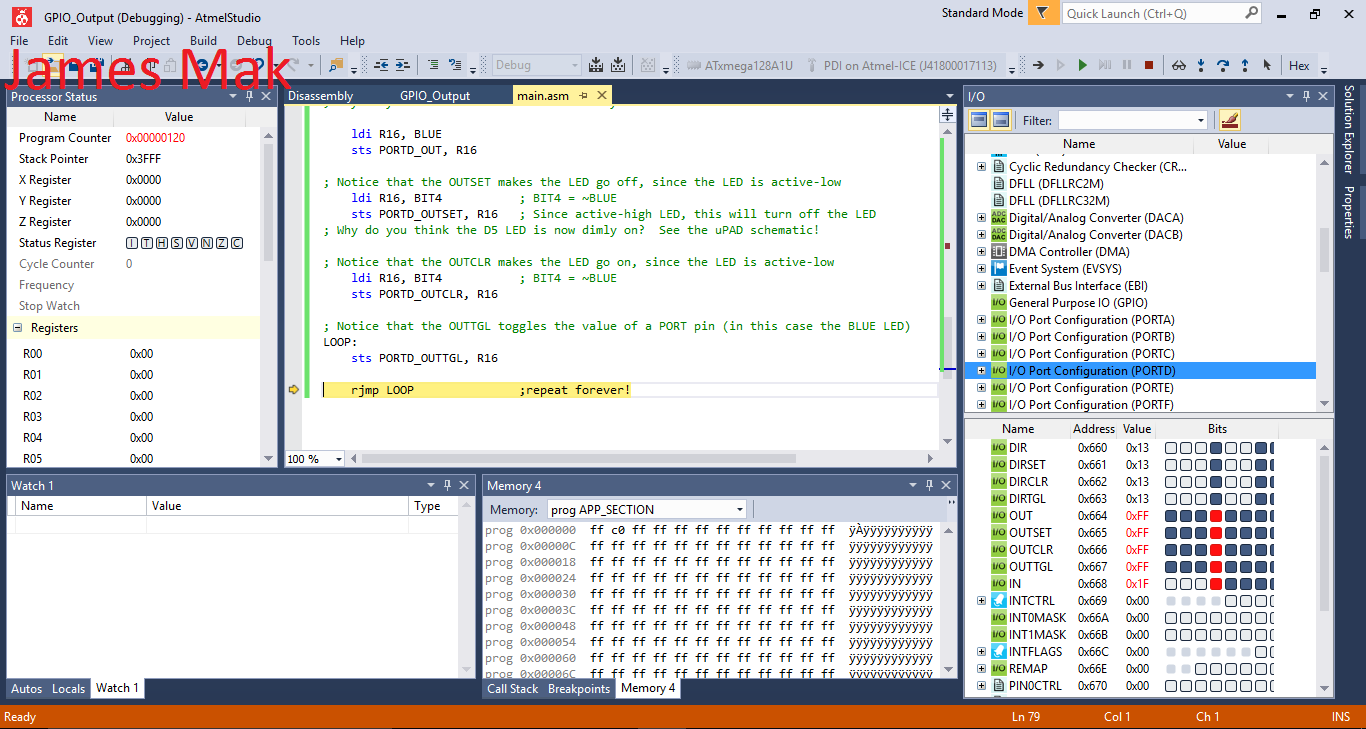 GPIO_Output (Debugging) - AtmelStudio
Standard Mode
Quick Launch (Ctrl+Q)
File Edit View Project Build Debug Tools Help
James Mak
Debug
ATxmega128A1U
PDI on Atmel-ICE (J41800017113)
Hex
Processor Status
Name Value
Program Counter 0x00000120
Stack Pointer 0x3FFF
X Register 0x0000
Y Register 0x0000
Z Register 0x0000
Status Register I T H S V N Z C
Cycle Counter 0
Frequency
Stop Watch
Registers
R00 0x00
R01 0x00
R02 0x00
R03 0x00
R04 0x00
R05 0x00
Disassembly GPIO_Output main.asm
ldi R16, BLUE
sts PORTD_OUT, R16
; Notice that the OUTSET makes the LED go off, since the LED is active-low
ldi R16, BIT4 ; BIT4 = ~BLUE
sts PORTD_OUTSET, R16 ; Since active-high LED, this will turn off the LED
; Why do you think the D5 LED is now dimly on? See the uPAD schematic!
; Notice that the OUTCLR makes the LED go on, since the LED is active-low
ldi R16, BIT4 ; BIT4 = ~BLUE
sts PORTD_OUTCLR, R16
; Notice that the OUTTGL toggles the value of a PORT pin (in this case the BLUE LED)
LOOP:
sts PORTD_OUTTGL, R16
rjmp LOOP ;repeat forever!
100 %
I/O
Filter:
Name Value
Cyclic Redundancy Checker (CR...
DFLL (DFLLRC2M)
DFLL (DFLLRC32M)
Digital/Analog Converter (DACA)
Digital/Analog Converter (DACB)
DMA Controller (DMA)
Event System (EVSYS)
External Bus Interface (EBI)
General Purpose IO (GPIO)
I/O Port Configuration (PORTA)
I/O Port Configuration (PORTB)
I/O Port Configuration (PORTC)
I/O Port Configuration (PORTD)
I/O Port Configuration (PORTE)
I/O Port Configuration (PORTF)
Name Address Value Bits
DIR 0x660 0x13
DIRSET 0x661 0x13
DIRCLR 0x662 0x13
DIRTGL 0x663 0x13
OUT 0x664 0xFF
OUTSET 0x665 0xFF
OUTCLR 0x666 0xFF
OUTTGL 0x667 0xFF
IN 0x668 0x1F
INTCTRL 0x669 0x00
INT0MASK 0x66A 0x00
INT1MASK 0x66B 0x00
INTFLAGS 0x66C 0x00
REMAP 0x66E 0x00
PIN0CTRL 0x670 0x00
Solution Explorer
Properties
Watch 1
Name Value Type
Autos Locals Watch 1
Memory 4
Memory: prog APP_SECTION
prog 0x000000 ff c0 ff ff ff ff ff ff ff ff ff ff ÿÀÿÿÿÿÿÿÿÿÿÿ
prog 0x00000C ff ff ff ff ff ff ff ff ff ff ff ff ÿÿÿÿÿÿÿÿÿÿÿÿ
prog 0x000018 ff ff ff ff ff ff ff ff ff ff ff ff ÿÿÿÿÿÿÿÿÿÿÿÿ
prog 0x000024 ff ff ff ff ff ff ff ff ff ff ff ff ÿÿÿÿÿÿÿÿÿÿÿÿ
prog 0x000030 ff ff ff ff ff ff ff ff ff ff ff ff ÿÿÿÿÿÿÿÿÿÿÿÿ
prog 0x00003C ff ff ff ff ff ff ff ff ff ff ff ff ÿÿÿÿÿÿÿÿÿÿÿÿ
prog 0x000048 ff ff ff ff ff ff ff ff ff ff ff ff ÿÿÿÿÿÿÿÿÿÿÿÿ
prog 0x000054 ff ff ff ff ff ff ff ff ff ff ff ff ÿÿÿÿÿÿÿÿÿÿÿÿ
prog 0x000060 ff ff ff ff ff ff ff ff ff ff ff ff ÿÿÿÿÿÿÿÿÿÿÿÿ
prog 0x00006C ff ff ff ff ff ff ff ff ff ff ff ff ÿÿÿÿÿÿÿÿÿÿÿÿ
Call Stack Breakpoints Memory 4
Ready
Ln 79 Col 1 Ch 1 INS